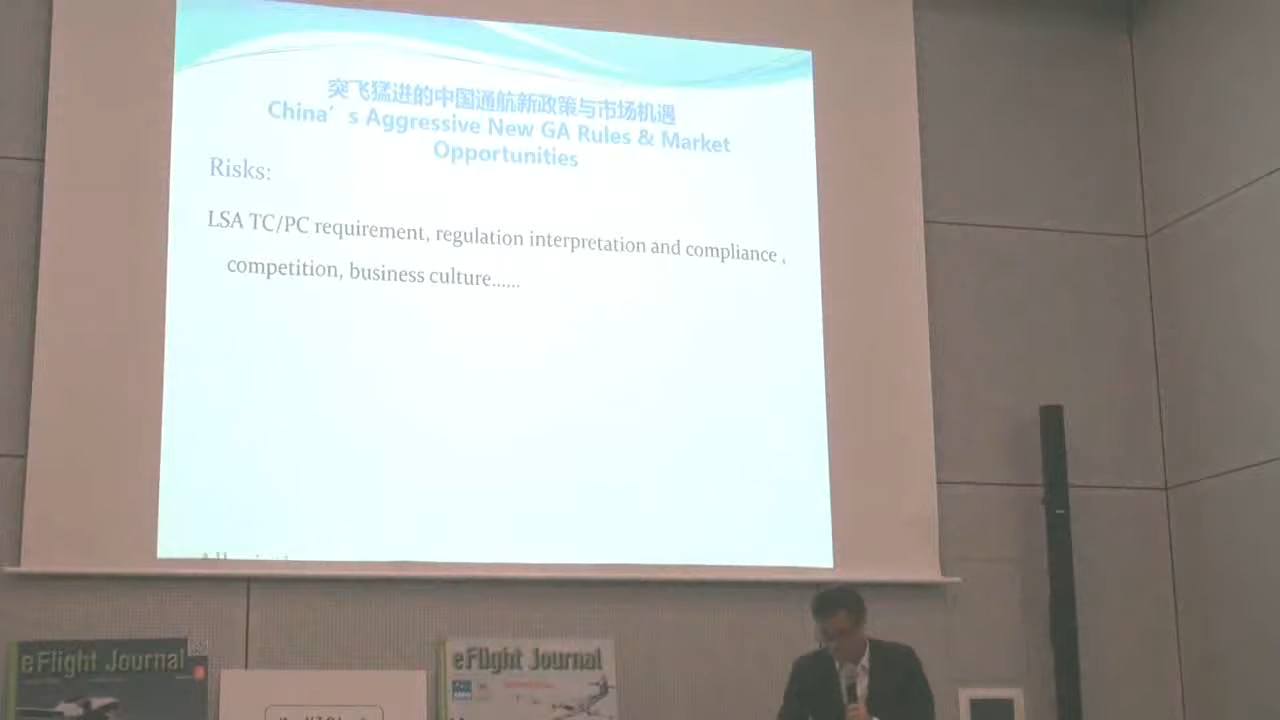 突飞猛进的中国通航新政策与市场机遇
China's Aggressive New GA Rules & Market
Opportunities
Risks:
LSA TC/PC requirement, regulation interpretation and compliance ,
competition, business culture......
eFlight Journal
eFlight Journal